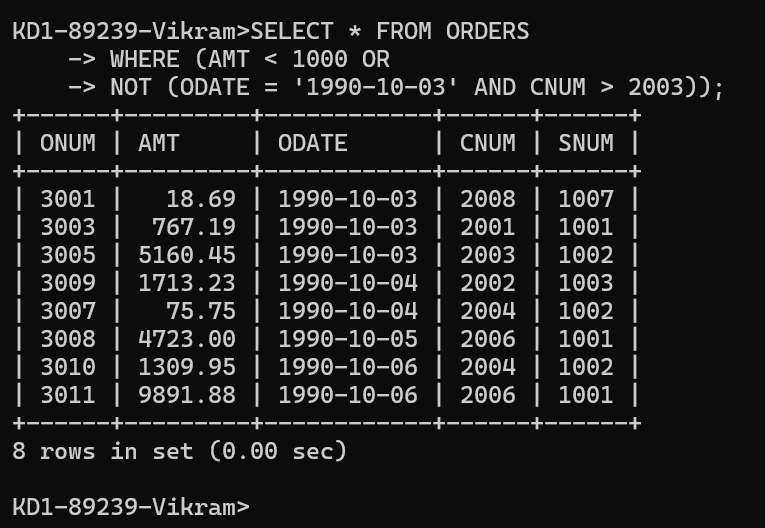 KD1-89239-Vikram>SELECT * FROM ORDERS
    -> WHERE (AMT < 1000 OR
    -> NOT (ODATE = '1990-10-03' AND CNUM > 2003));
+------+---------+------------+------+------+
| ONUM | AMT     | ODATE      | CNUM | SNUM |
+------+---------+------------+------+------+
| 3001 |   18.69 | 1990-10-03 | 2008 | 1007 |
| 3003 |  767.19 | 1990-10-03 | 2001 | 1001 |
| 3005 | 5160.45 | 1990-10-03 | 2003 | 1002 |
| 3009 | 1713.23 | 1990-10-04 | 2002 | 1003 |
| 3007 |   75.75 | 1990-10-04 | 2004 | 1002 |
| 3008 | 4723.00 | 1990-10-05 | 2006 | 1001 |
| 3010 | 1309.95 | 1990-10-06 | 2004 | 1002 |
| 3011 | 9891.88 | 1990-10-06 | 2006 | 1001 |
+------+---------+------------+------+------+
8 rows in set (0.00 sec)
KD1-89239-Vikram>